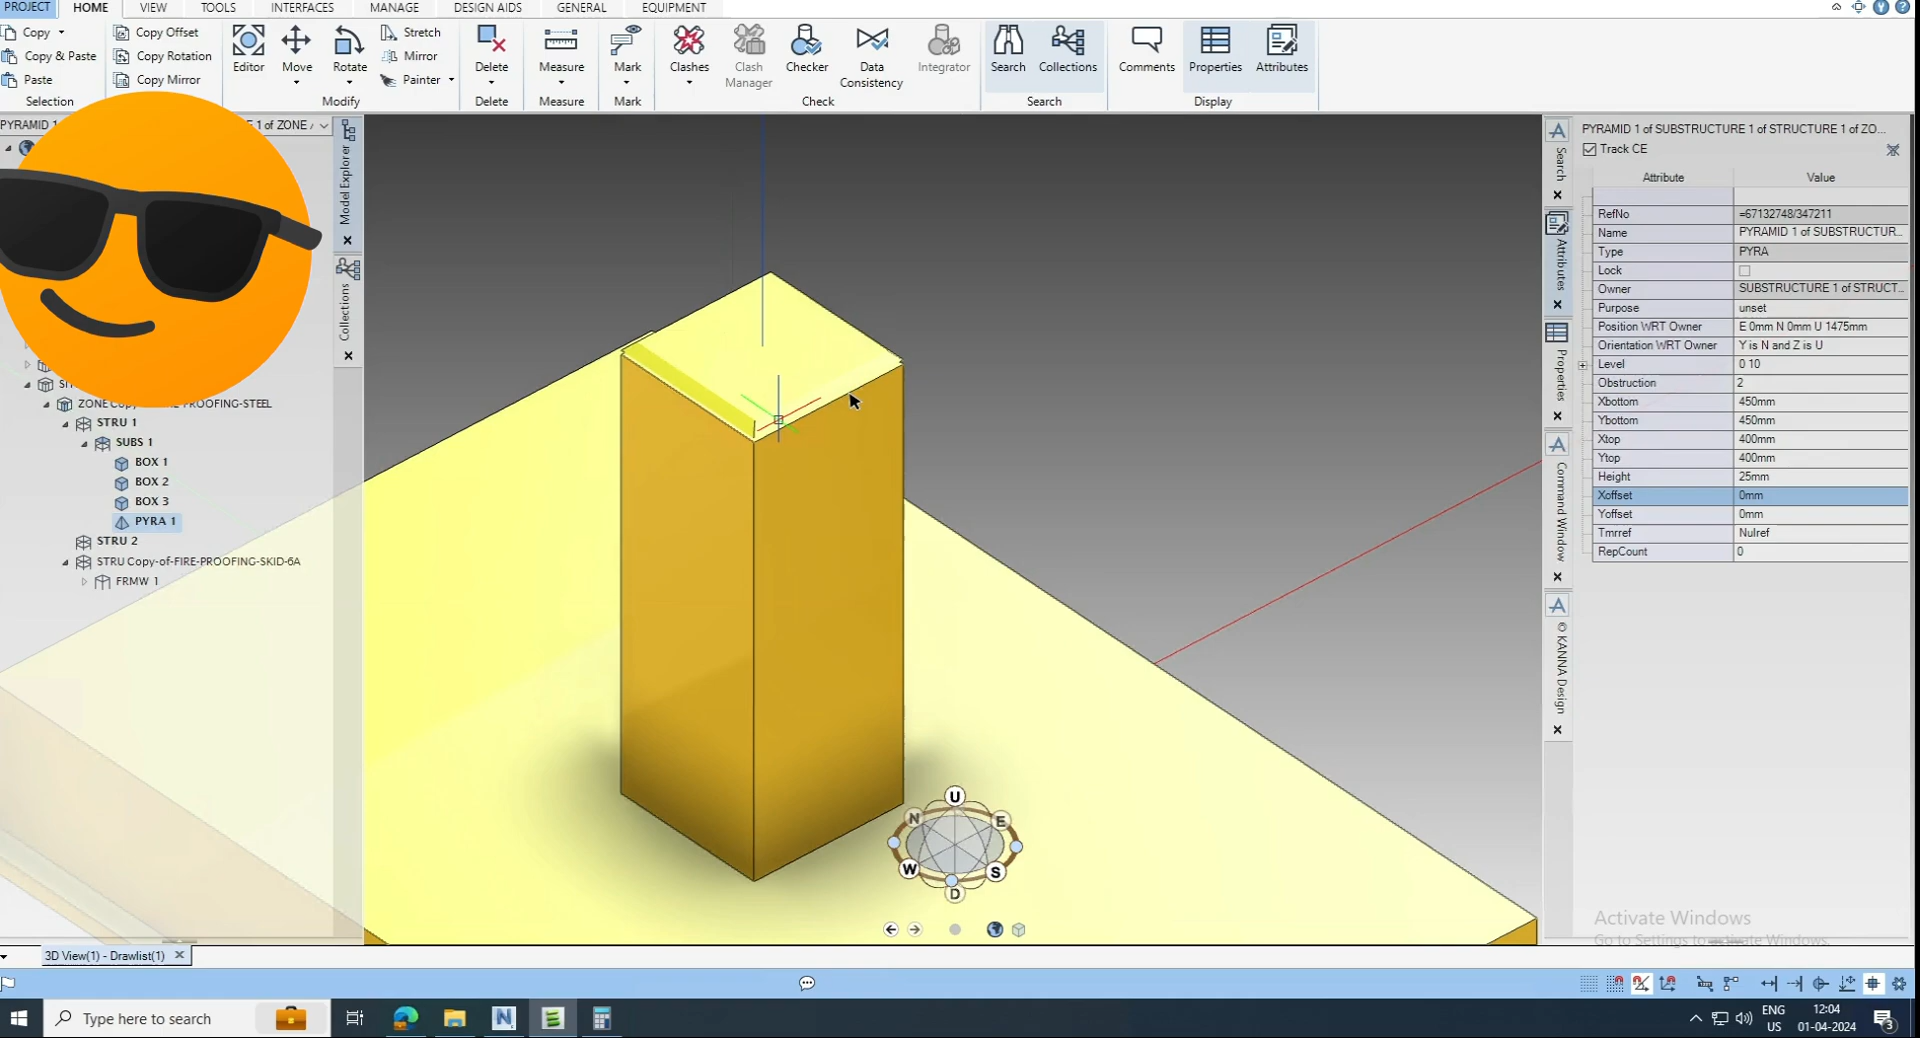 PROJECT HOME VIEW TOOLS INTERFACES MANAGE DESIGN AIDS GENERAL EQUIPMENT
Copy
Copy & Paste
Paste
Selection
Copy Offset
Copy Rotation
Copy Mirror
Editor
Move
Rotate
Stretch
Mirror
Painter
Modify
Delete
Delete
Measure
Measure
Mark
Mark
Clashes
Clash
Manager
Checker
Data
Consistency
Integrator
Check
Search
Collections
Search
Comments
Properties
Attributes
Display
PYRAMID 1 of ZONE
Model Explorer
Collections
ZONE
PROOFING-STEEL
STRU 1
SUBS 1
BOX 1
BOX 2
BOX 3
PYRA 1
STRU 2
STRU Copy-of-FIRE-PROOFING-SKID-6A
FRMW 1
U
N
E
W
S
D
Search
Attributes
Properties
Command Window
© KANNA Design
PYRAMID 1 of SUBSTRUCTURE 1 of STRUCTURE 1 of ZO...
Track CE
Attribute Value
RefNo =67132748/347211
Name PYRAMID 1 of SUBSTRUCTUR...
Type PYRA
Lock
Owner SUBSTRUCTURE 1 of STRUCT...
Purpose unset
Position WRT Owner E 0mm N 0mm U 1475mm
Orientation WRT Owner Y is N and Z is U
Level 0 10
Obstruction 2
Xbottom 450mm
Ybottom 450mm
Xtop 400mm
Ytop 400mm
Height 25mm
Xoffset 0mm
Yoffset 0mm
Tmrref Nulref
RepCount 0
Activate Windows
Go to Settings to activate Windows.
3D View(1) - Drawlist(1)
Type here to search
ENG
US
12:04
01-04-2024
3